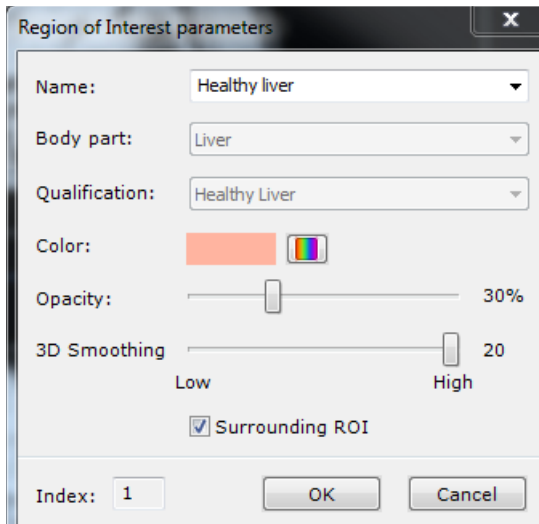 Region of Interest parameters
Name: Healthy liver
Body part: Liver
Qualification: Healthy Liver
Color:
Opacity: 30%
3D Smoothing 20
Low High
Surrounding ROI
Index: 1 OK Cancel